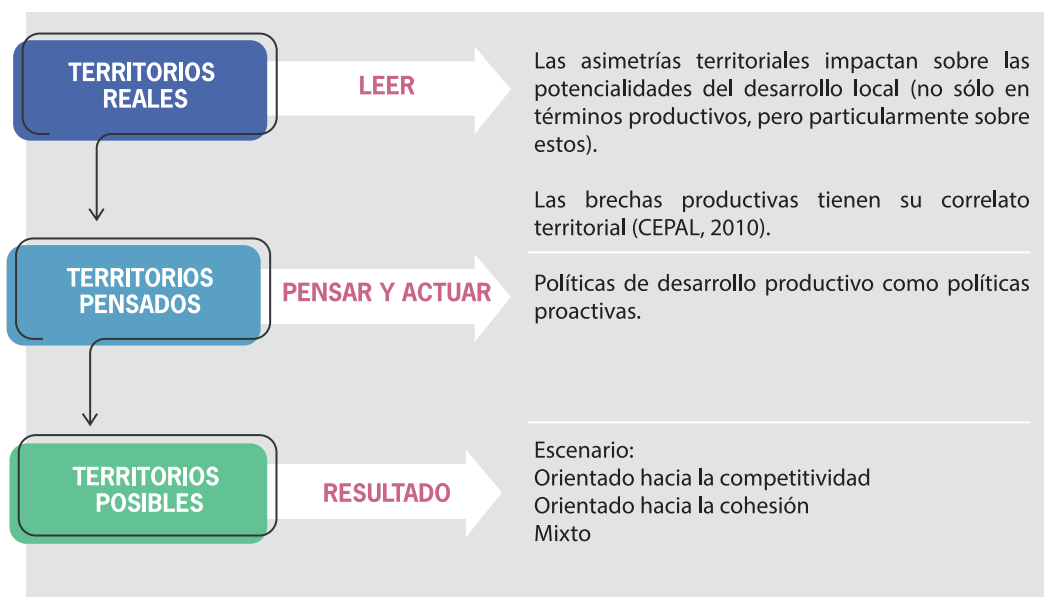 TERRITORIOS
REALES
LEER
Las asimetrías territoriales impactan sobre las
potencialidades del desarrollo local (no sólo en
términos productivos, pero particularmente sobre
estos).
Las brechas productivas tienen su correlato
territorial (CEPAL, 2010).
TERRITORIOS
PENSADOS
PENSAR Y ACTUAR
Políticas de desarrollo productivo como políticas
proactivas.
TERRITORIOS
POSIBLES
RESULTADO
Escenario:
Orientado hacia la competitividad
Orientado hacia la cohesión
Mixto